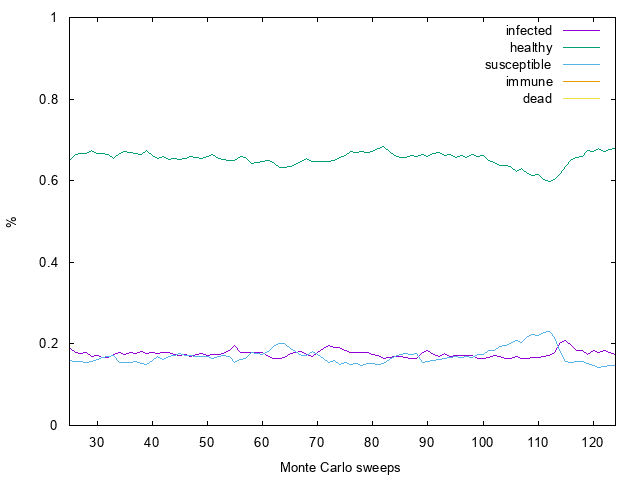 1
0.8
0.6
0.4
0.2
0
%
infected
healthy
susceptible
immune
dead
30 40 50 60 70 80 90 100 110 120
Monte Carlo sweeps